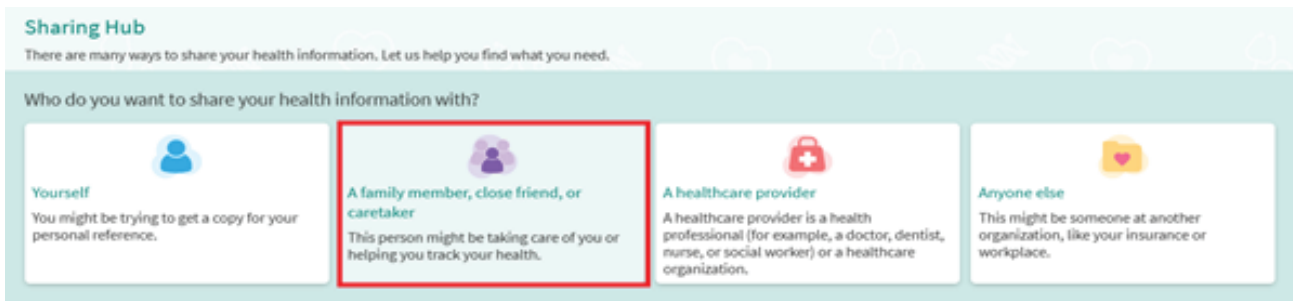 Sharing Hub
There are many ways to share your health information. Let us help you find what you need.
Who do you want to share your health information with?
Yourself
You might be trying to get a copy for your
personal reference.
A family member, close friend, or
caretaker
This person might be taking care of you or
helping you track your health.
A healthcare provider
A healthcare provider is a health
professional (for example, a doctor, dentist,
nurse, or social worker) or a healthcare
organization.
Anyone else
This might be someone at another
organization, like your insurance or
workplace.